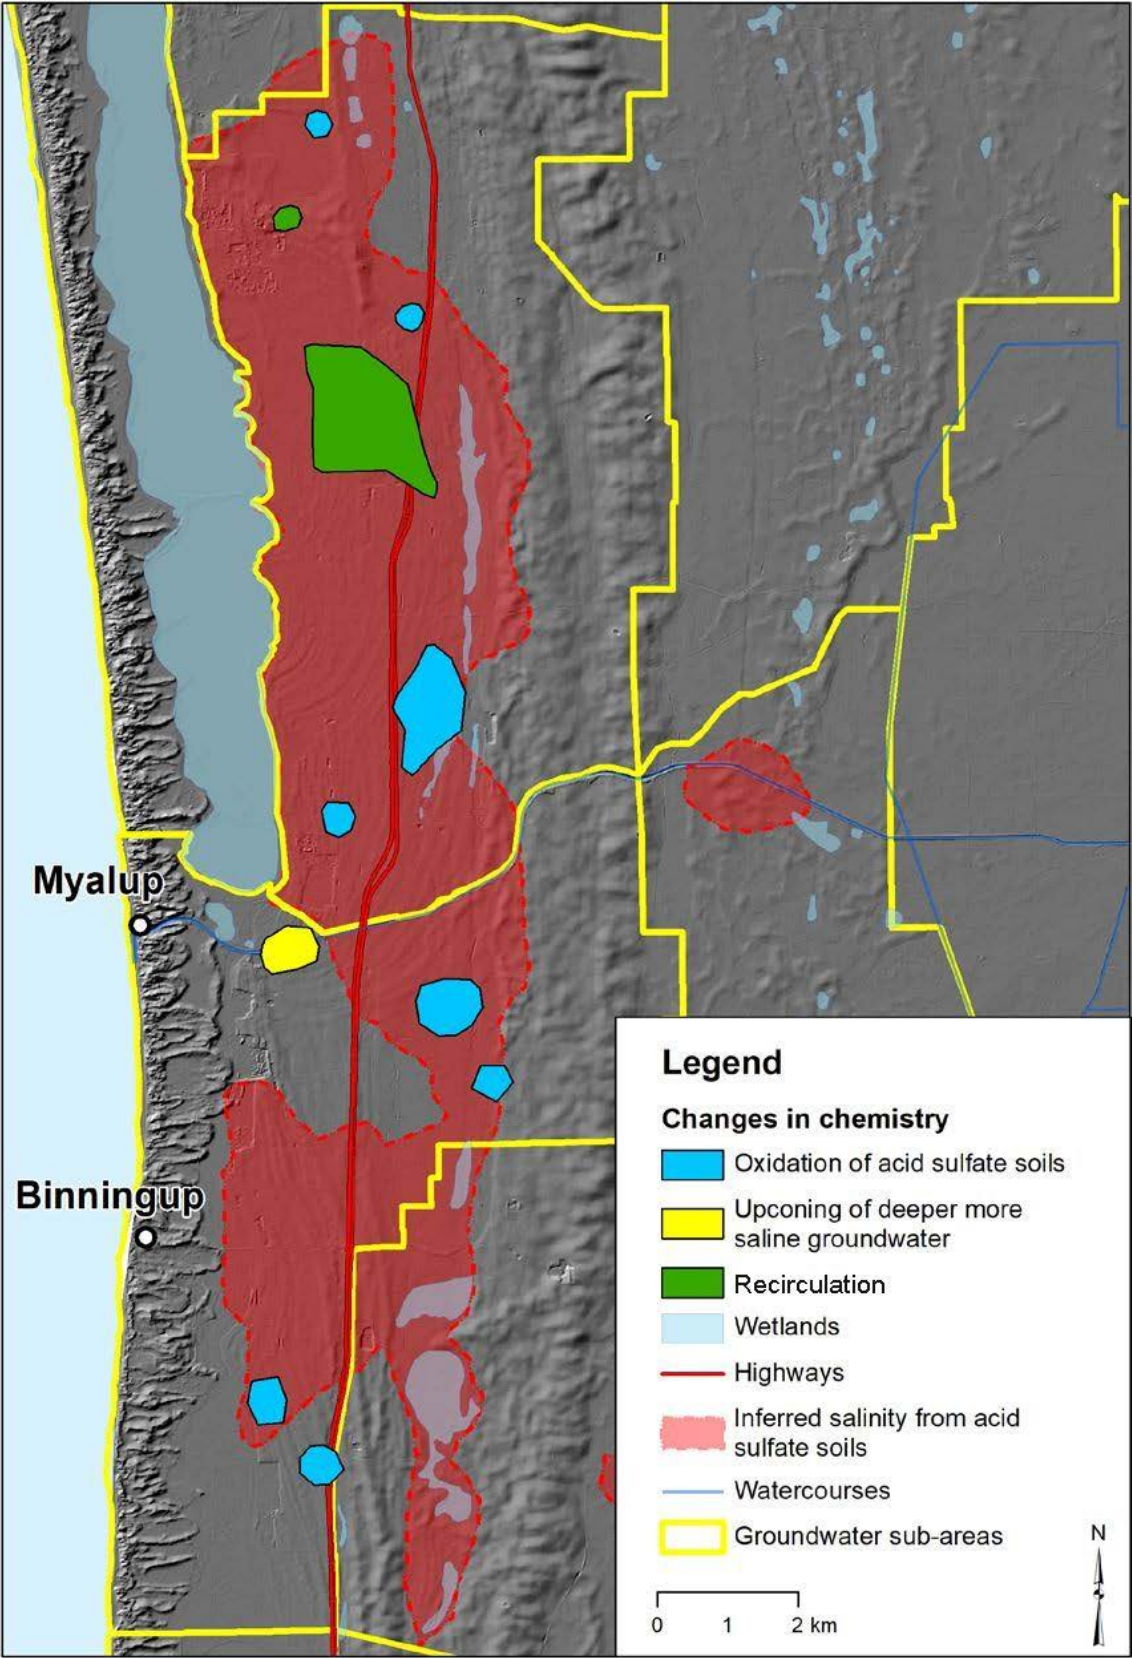 Myalup
Binningup
Legend
Changes in chemistry
Oxidation of acid sulfate soils
Upconing of deeper more
saline groundwater
Recirculation
Wetlands
Highways
Inferred salinity from acid
sulfate soils
Watercourses
Groundwater sub-areas
N
0 1 2 km